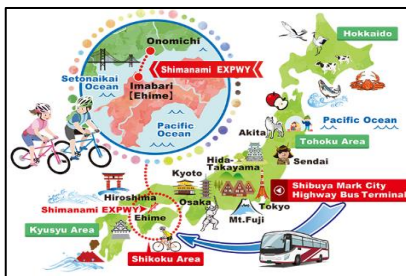 Onomichi
Setonaikai
Ocean
Shimanami EXPWY
Imabari
[Ehime]
Pacific
Ocean
Hokkaido
Pacific Ocean
Akita
Tohoku Area
Sendai
Hida-
Takayama
Kyoto
Shibuya Mark City
Highway Bus Terminal
Hiroshima
Osaka
Tokyo
Mt.Fuji
Shimanami EXPWY
Ehime
Kyusyu Area
Shikoku Area